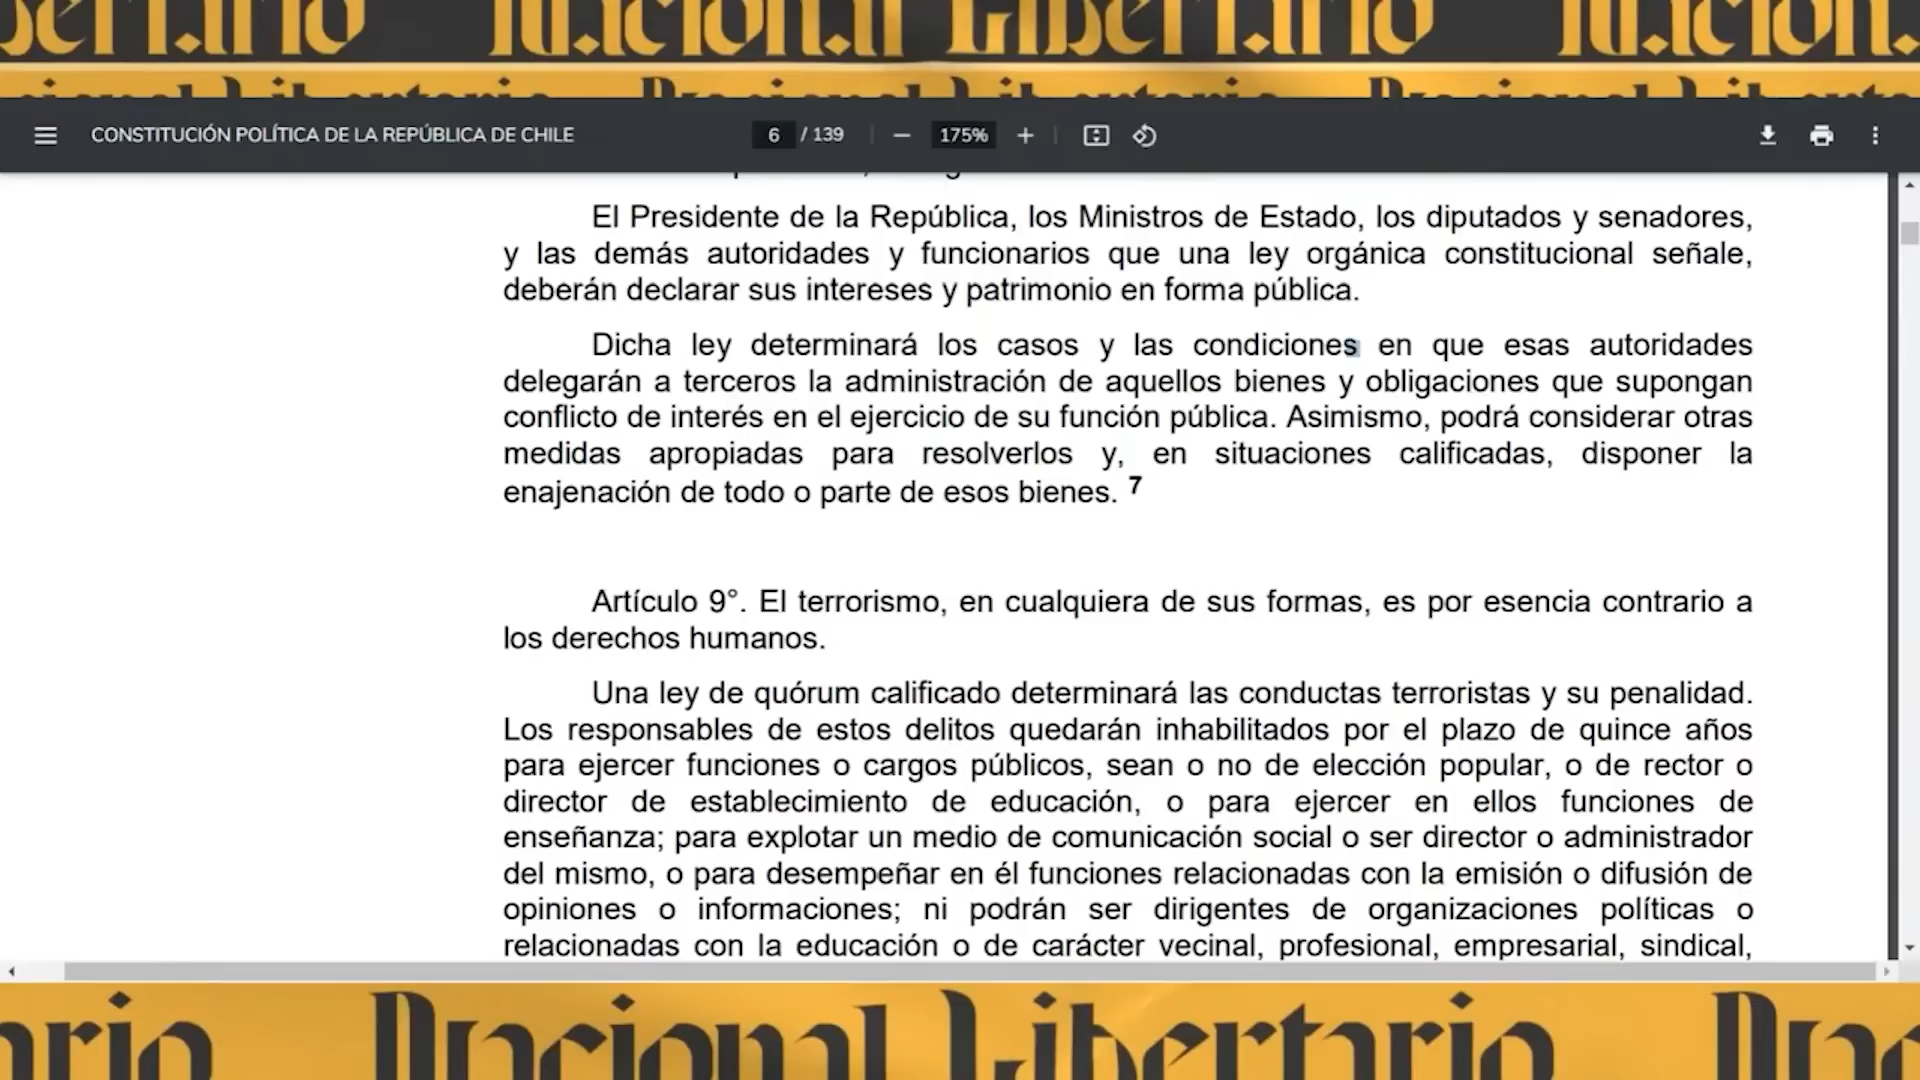 Nacional Libertario
CONSTITUCIÓN POLÍTICA DE LA REPÚBLICA DE CHILE
6 / 139
175%
El Presidente de la República, los Ministros de Estado, los diputados y senadores,
y las demás autoridades y funcionarios que una ley orgánica constitucional señale,
deberán declarar sus intereses y patrimonio en forma pública.
Dicha ley determinará los casos y las condiciones en que esas autoridades
delegarán a terceros la administración de aquellos bienes y obligaciones que supongan
conflicto de interés en el ejercicio de su función pública. Asimismo, podrá considerar otras
medidas apropiadas para resolverlos y, en situaciones calificadas, disponer la
enajenación de todo o parte de esos bienes. 7
Artículo 9°. El terrorismo, en cualquiera de sus formas, es por esencia contrario a
los derechos humanos.
Una ley de quórum calificado determinará las conductas terroristas y su penalidad.
Los responsables de estos delitos quedarán inhabilitados por el plazo de quince años
para ejercer funciones o cargos públicos, sean o no de elección popular, o de rector o
director de establecimiento de educación, o para ejercer en ellos funciones de
enseñanza; para explotar un medio de comunicación social o ser director o administrador
del mismo, o para desempeñar en él funciones relacionadas con la emisión o difusión de
opiniones o informaciones; ni podrán ser dirigentes de organizaciones políticas o
relacionadas con la educación o de carácter vecinal, profesional, empresarial, sindical,
Nacional Libertario